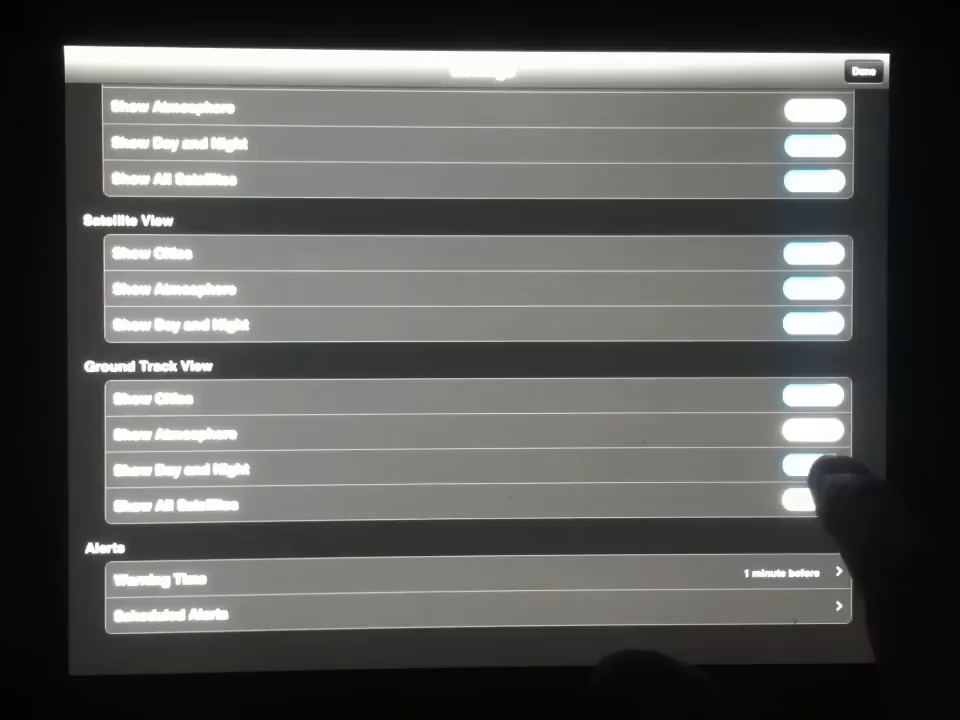 Done
Show Atmosphere
Show Day and Night
Show All Satellites
Satellite View
Show Cities
Show Atmosphere
Show Day and Night
Ground Track View
Show Cities
Show Atmosphere
Show Day and Night
Show All Satellites
Alerts
Warning Time 1 minute before
Scheduled Alerts